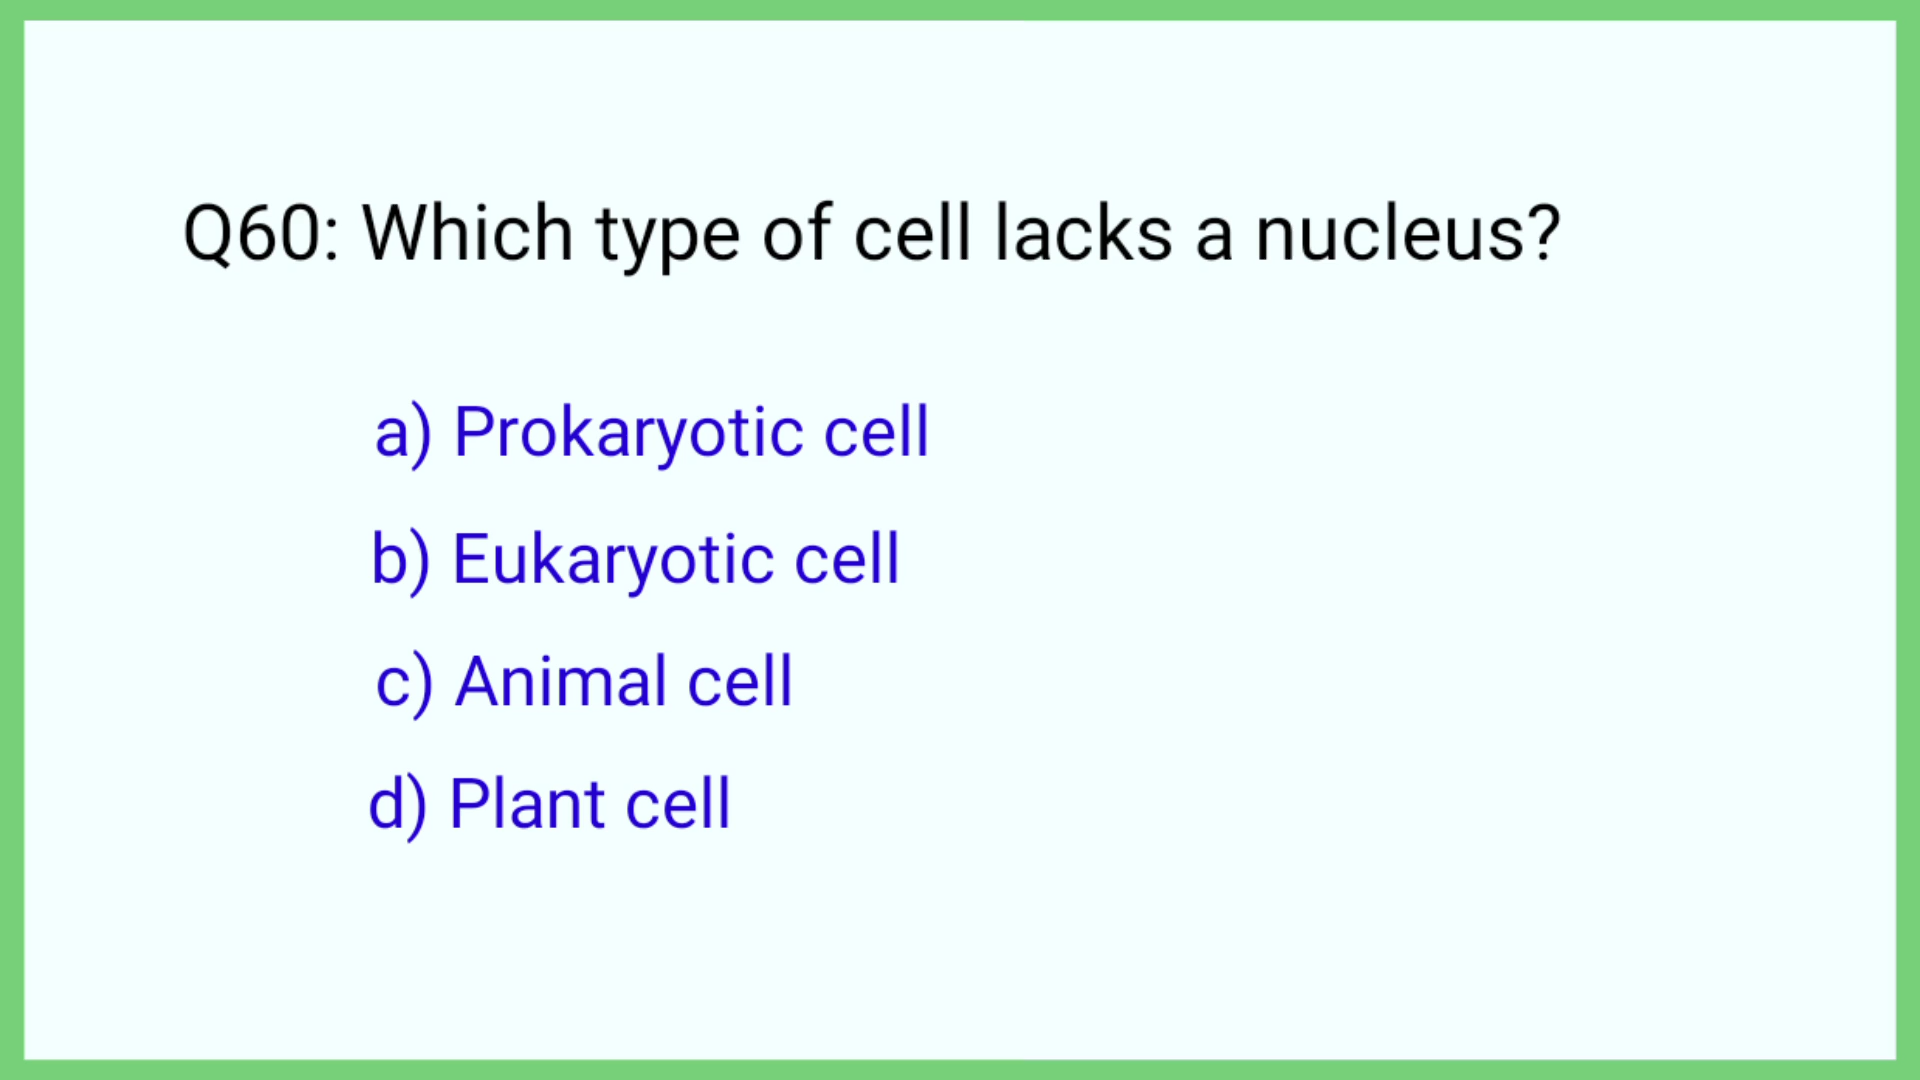 Q60: Which type of cell lacks a nucleus?
a) Prokaryotic cell
b) Eukaryotic cell
c) Animal cell
d) Plant cell